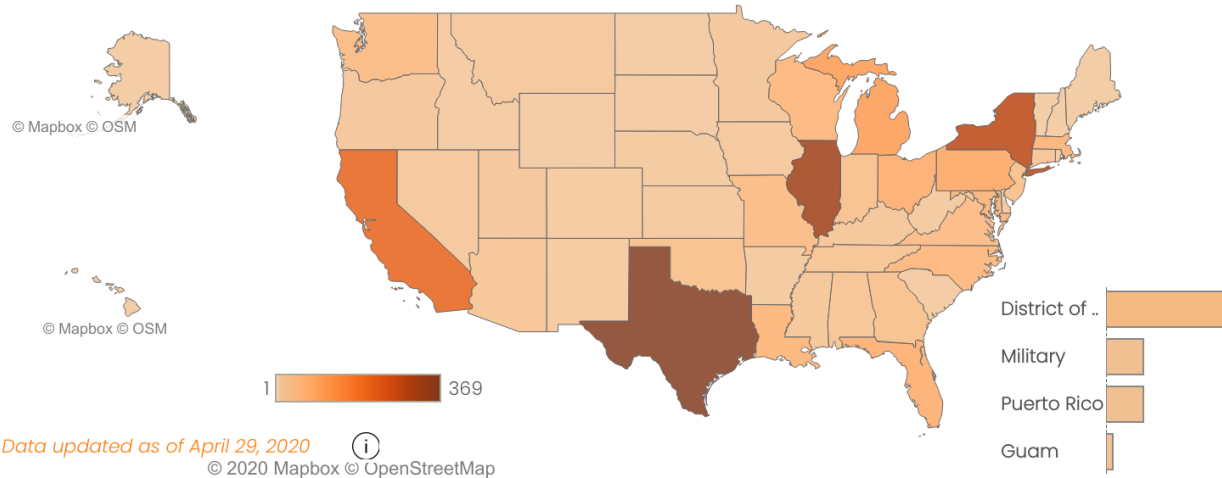 © Mapbox © OSM
© Mapbox © OSM
District of ..
Military
Puerto Rico
Guam
1
369
Data updated as of April 29, 2020
i
© 2020 Mapbox © OpenStreetMap